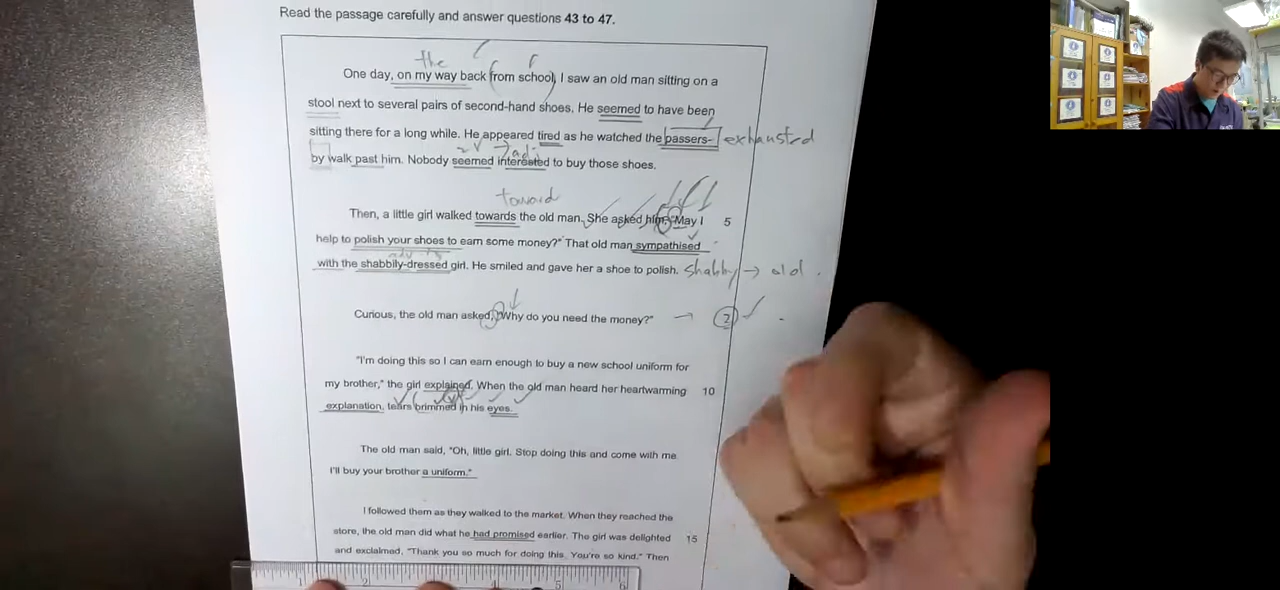 Read the passage carefully and answer questions 43 to 47.
the
One day, on my way back from school, I saw an old man sitting on a
stool next to several pairs of second-hand shoes. He seemed to have been
sitting there for a long while. He appeared tired as he watched the passers- exhausted
by walk past him. Nobody seemed interested to buy those shoes.
toward
Then, a little girl walked towards the old man. She asked him, "May I 5
help to polish your shoes to earn some money?" That old man sympathised
with the shabbily-dressed girl. He smiled and gave her a shoe to polish. shabby → old.
Curious, the old man asked, "Why do you need the money?" → ?
"I'm doing this so I can earn enough to buy a new school uniform for
my brother," the girl explained. When the old man heard her heartwarming 10
explanation, tears brimmed in his eyes.
The old man said, "Oh, little girl. Stop doing this and come with me.
I'll buy your brother a uniform."
I followed them as they walked to the market. When they reached the
store, the old man did what he had promised earlier. The girl was delighted 15
and exclaimed, "Thank you so much for doing this. You're so kind." Then